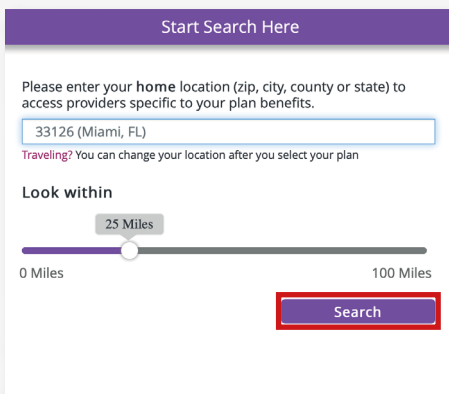 Start Search Here
Please enter your home location (zip, city, county or state) to
access providers specific to your plan benefits.
33126 (Miami, FL)
Traveling? You can change your location after you select your plan
Look within
25 Miles
0 Miles
100 Miles
Search